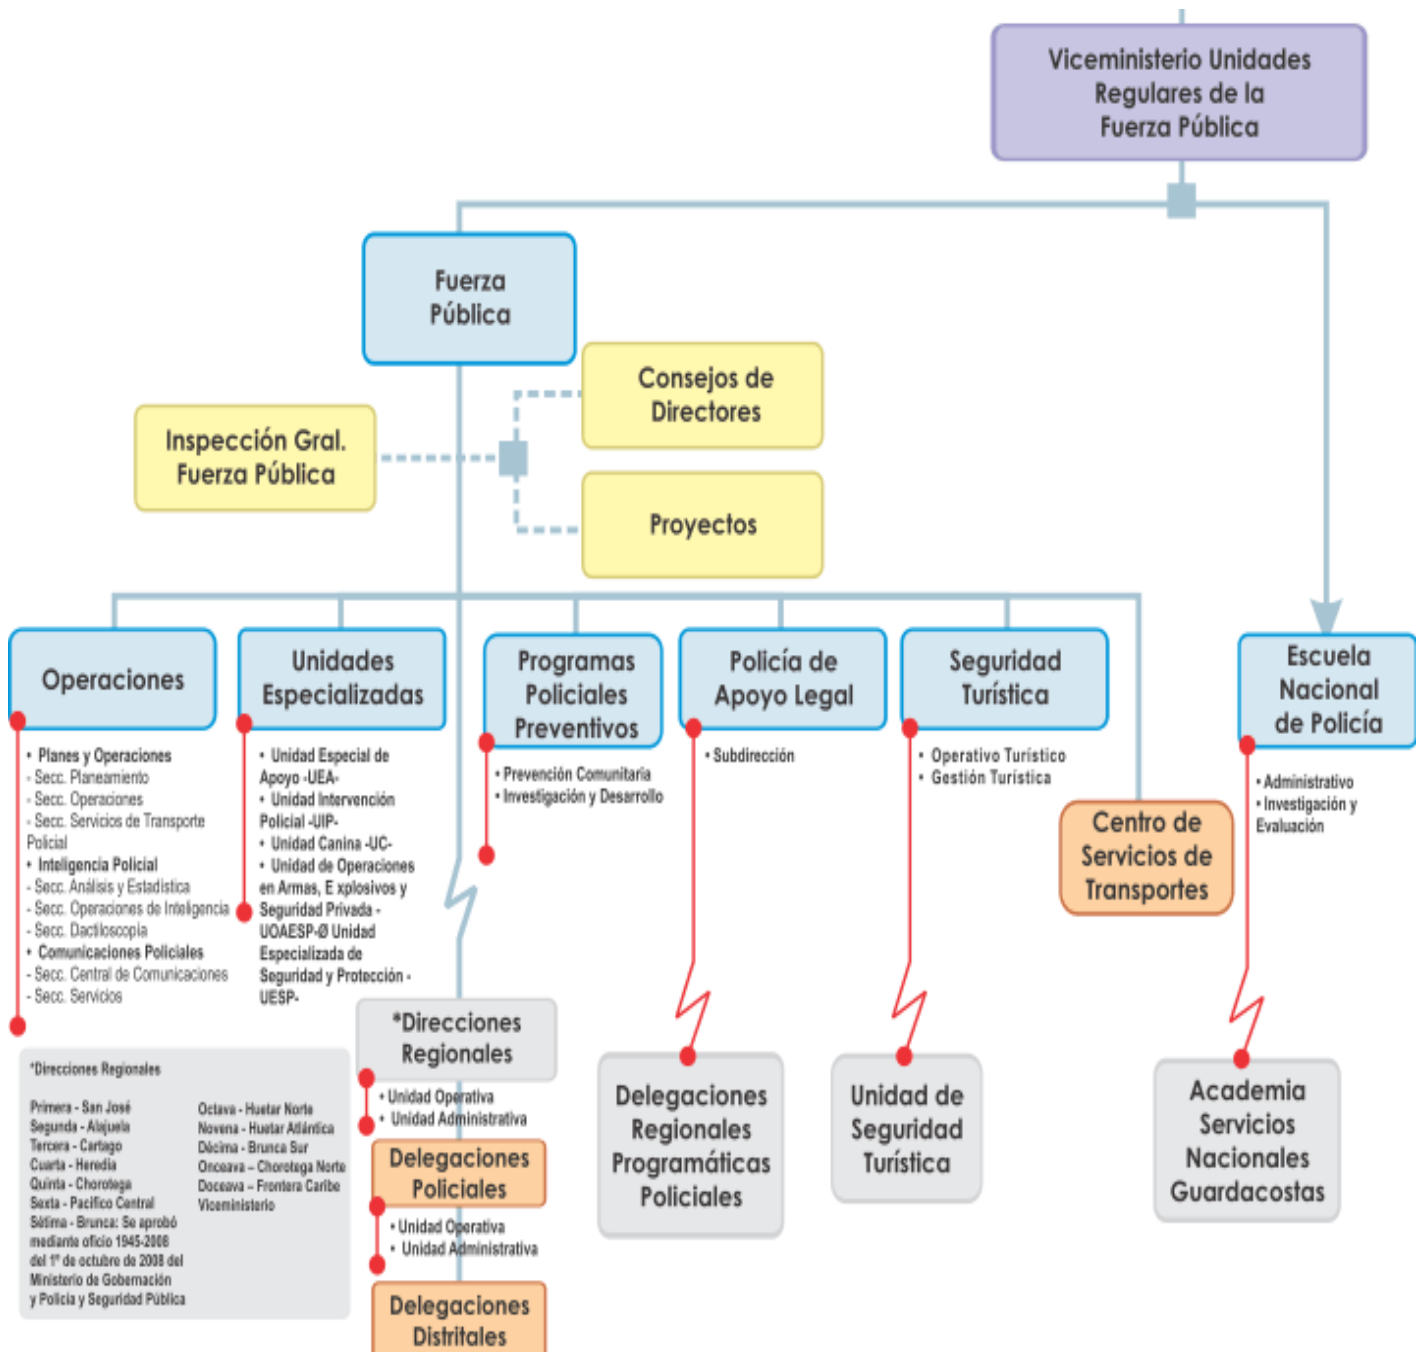 Viceministerio Unidades
Regulares de la
Fuerza Pública
Fuerza
Pública
Consejos de
Directores
Inspección Gral.
Fuerza Pública
Proyectos
Operaciones
• Planes y Operaciones
- Secc. Planeamiento
- Secc. Operaciones
- Secc. Servicios de Transporte
Policial
• Inteligencia Policial
- Secc. Análisis y Estadística
- Secc. Operaciones de Inteligencia
- Secc. Dactiloscopia
• Comunicaciones Policiales
- Secc. Central de Comunicaciones
- Secc. Servicios
Unidades
Especializadas
• Unidad Especial de
Apoyo -UEA-
• Unidad Intervención
Policial -UIP-
• Unidad Canina -UC-
• Unidad de Operaciones
en Armas, E xplosivos y
Seguridad Privada -
UOAESP-Ø Unidad
Especializada de
Seguridad y Protección -
UESP-
Programas
Policiales
Preventivos
• Prevención Comunitaria
• Investigación y Desarrollo
Policía de
Apoyo Legal
• Subdirección
Seguridad
Turística
• Operativo Turístico
• Gestión Turística
Centro de
Servicios de
Transportes
Escuela
Nacional
de Policía
• Administrativo
• Investigación y
Evaluación
*Direcciones
Regionales
• Unidad Operativa
• Unidad Administrativa
Delegaciones
Policiales
• Unidad Operativa
• Unidad Administrativa
Delegaciones
Distritales
Delegaciones
Regionales
Programáticas
Policiales
Unidad de
Seguridad
Turística
Academia
Servicios
Nacionales
Guardacostas
*Direcciones Regionales
Primera - San José
Segunda - Alajuela
Tercera - Cartago
Cuarta - Heredia
Quinta - Chorotega
Sexta - Pacifico Central
Sétima - Brunca: Se aprobó
mediante oficio 1945-2008
del 1º de octubre de 2008 del
Ministerio de Gobernación
y Policía y Seguridad Pública
Octava - Huetar Norte
Novena - Huetar Atlántica
Décima - Brunca Sur
Onceava – Chorotega Norte
Doceava – Frontera Caribe
Viceministerio